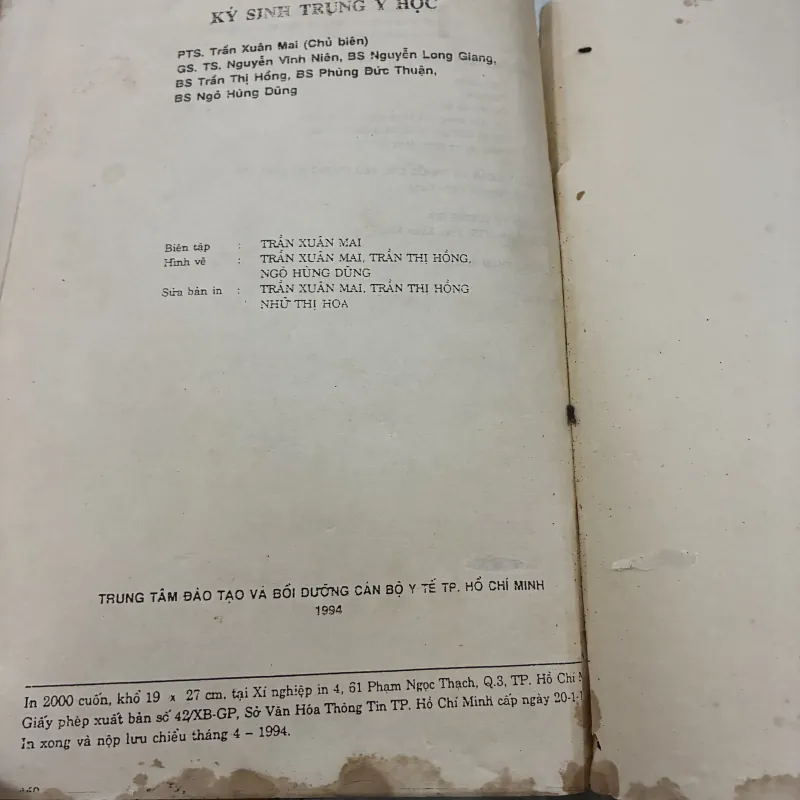 KÝ SINH TRÙNG Y HỌC
PTS. Trần Xuân Mai (Chủ biên)
GS. TS. Nguyễn Vĩnh Niên, BS Nguyễn Long Giang,
BS Trần Thị Hồng, BS Phùng Đức Thuận,
BS Ngô Hùng Dũng
Biên tập : TRẦN XUÂN MAI
Hình vẽ : TRẦN XUÂN MAI, TRẦN THỊ HỒNG,
NGÔ HÙNG DŨNG
Sửa bản in : TRẦN XUÂN MAI, TRẦN THỊ HỒNG
NHỮ THỊ HOA
TRUNG TÂM ĐÀO TẠO VÀ BỒI DƯỠNG CÁN BỘ Y TẾ TP. HỒ CHÍ MINH
1994
In 2000 cuốn, khổ 19 x 27 cm, tại Xí nghiệp in 4, 61 Phạm Ngọc Thạch, Q.3, TP. Hồ Chí
Giấy phép xuất bản số 42/XB-GP, Sở Văn Hóa Thông Tin TP. Hồ Chí Minh cấp ngày 20-1-
In xong và nộp lưu chiểu tháng 4 - 1994.